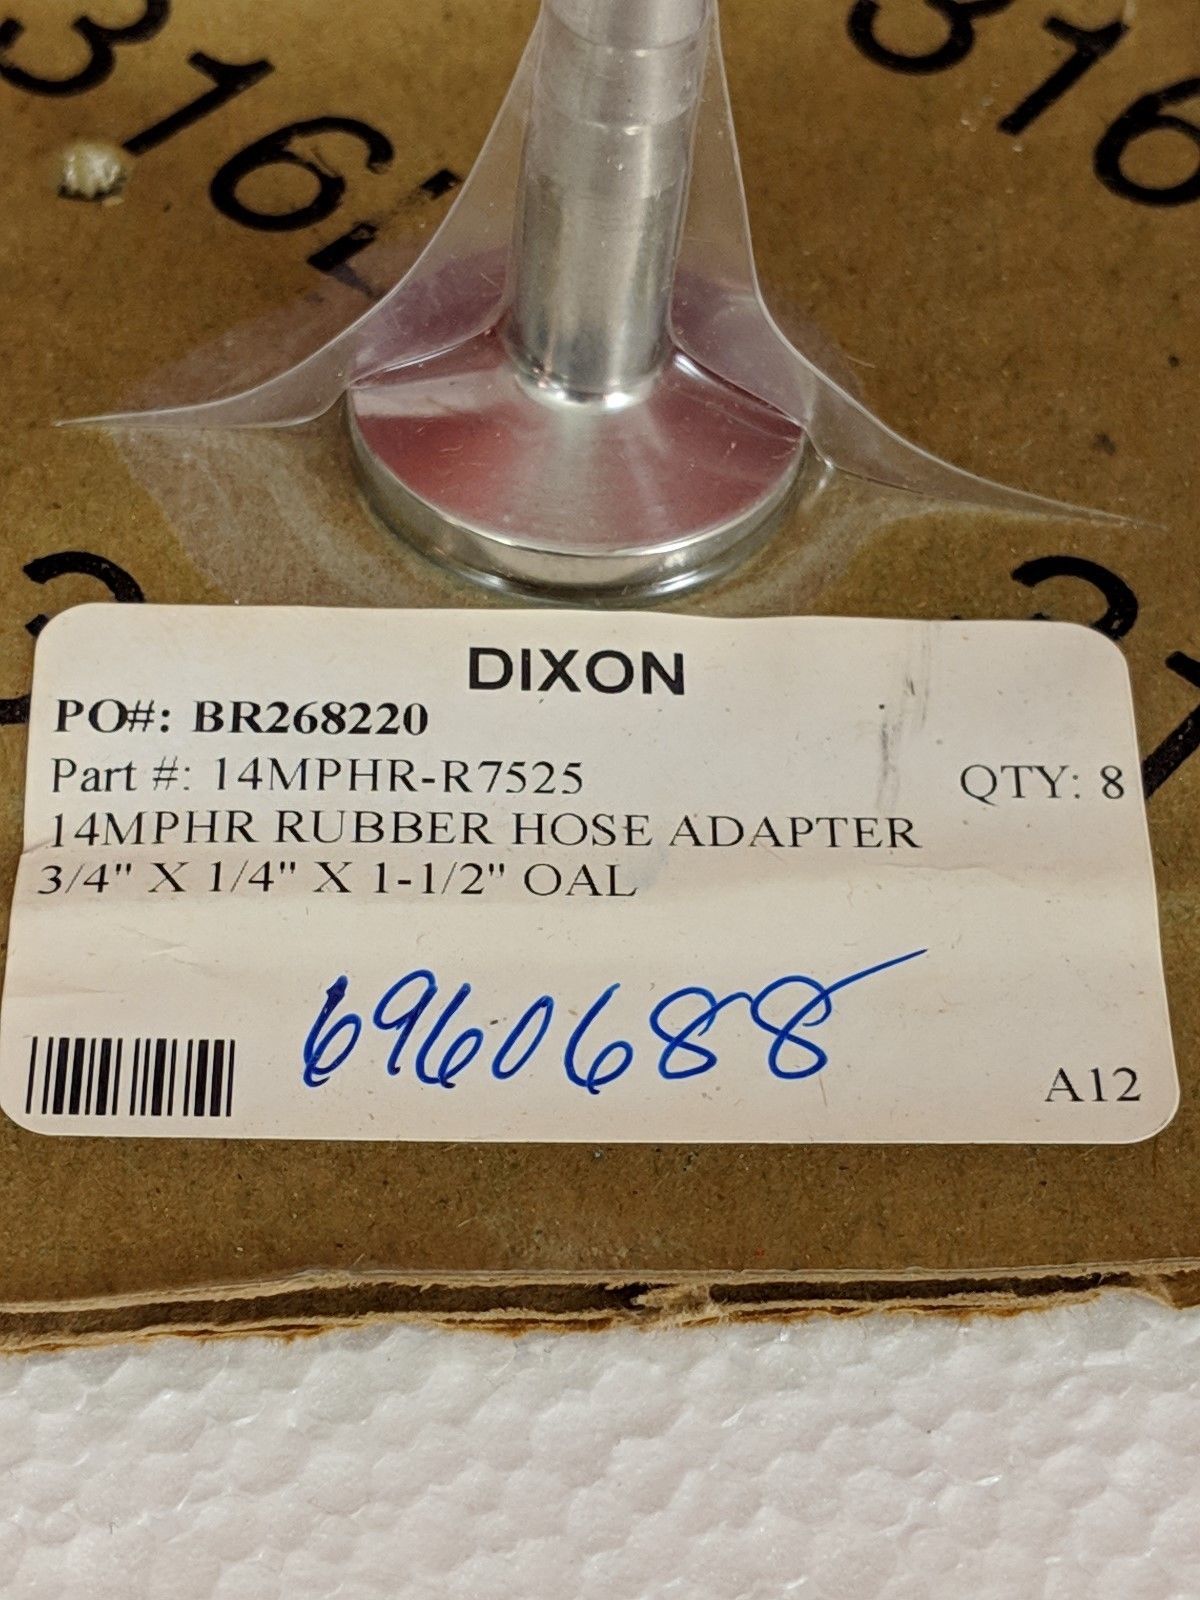 316L
316
DIXON
PO#: BR268220
Part #: 14MPHR-R7525
QTY: 8
14MPHR RUBBER HOSE ADAPTER
3/4" X 1/4" X 1-1/2" OAL
6960688
A12